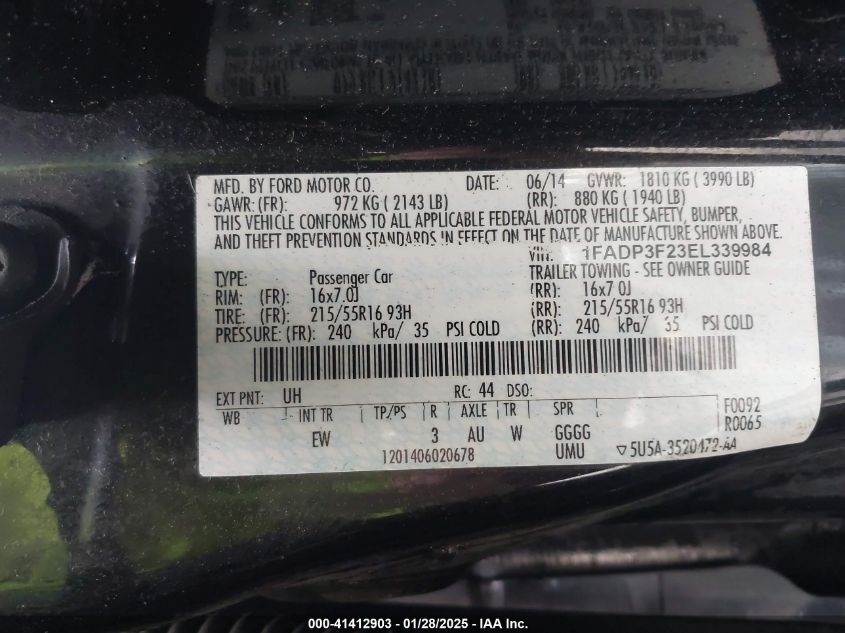 MFD. BY FORD MOTOR CO. DATE: 06/14 GVWR: 1810 KG ( 3990 LB)
GAWR: (FR): 972 KG ( 2143 LB) (RR): 880 KG ( 1940 LB)
THIS VEHICLE CONFORMS TO ALL APPLICABLE FEDERAL MOTOR VEHICLE SAFETY, BUMPER,
AND THEFT PREVENTION STANDARDS IN EFFECT ON THE DATE OF MANUFACTURE SHOWN ABOVE.
VIN: 1FADP3F23EL339984
TYPE: Passenger Car TRAILER TOWING - SEE OWNER GUIDE
RIM: (FR): 16x7.0J (RR): 16x7.0J
TIRE: (FR): 215/55R16 93H (RR): 215/55R16 93H
PRESSURE: (FR): 240 kPa/ 35 PSI COLD (RR): 240 kPa/ 35 PSI COLD
EXT PNT: UH RC: 44 DSO:
WB INT TR TP/PS R AXLE TR SPR F0092
EW 3 AU W GGGG R0065
1201406020678 UMU ▽5U5A-3520472-AA
000-41412903 - 01/28/2025 - IAA Inc.